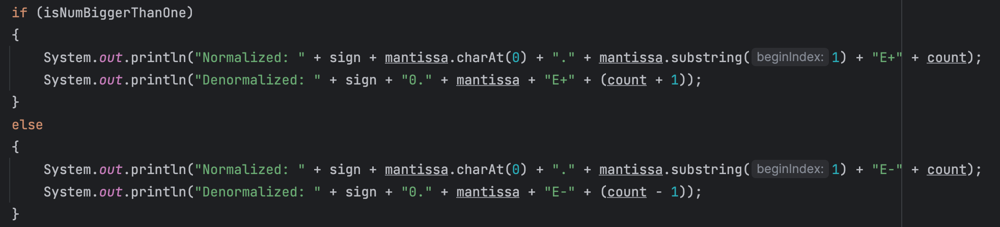 if (isNumBiggerThanOne)
{
    System.out.println("Normalized: " + sign + mantissa.charAt(0) + "." + mantissa.substring( beginIndex: 1) + "E+" + count);
    System.out.println("Denormalized: " + sign + "0." + mantissa + "E+" + (count + 1));
}
else
{
    System.out.println("Normalized: " + sign + mantissa.charAt(0) + "." + mantissa.substring( beginIndex: 1) + "E-" + count);
    System.out.println("Denormalized: " + sign + "0." + mantissa + "E-" + (count - 1));
}